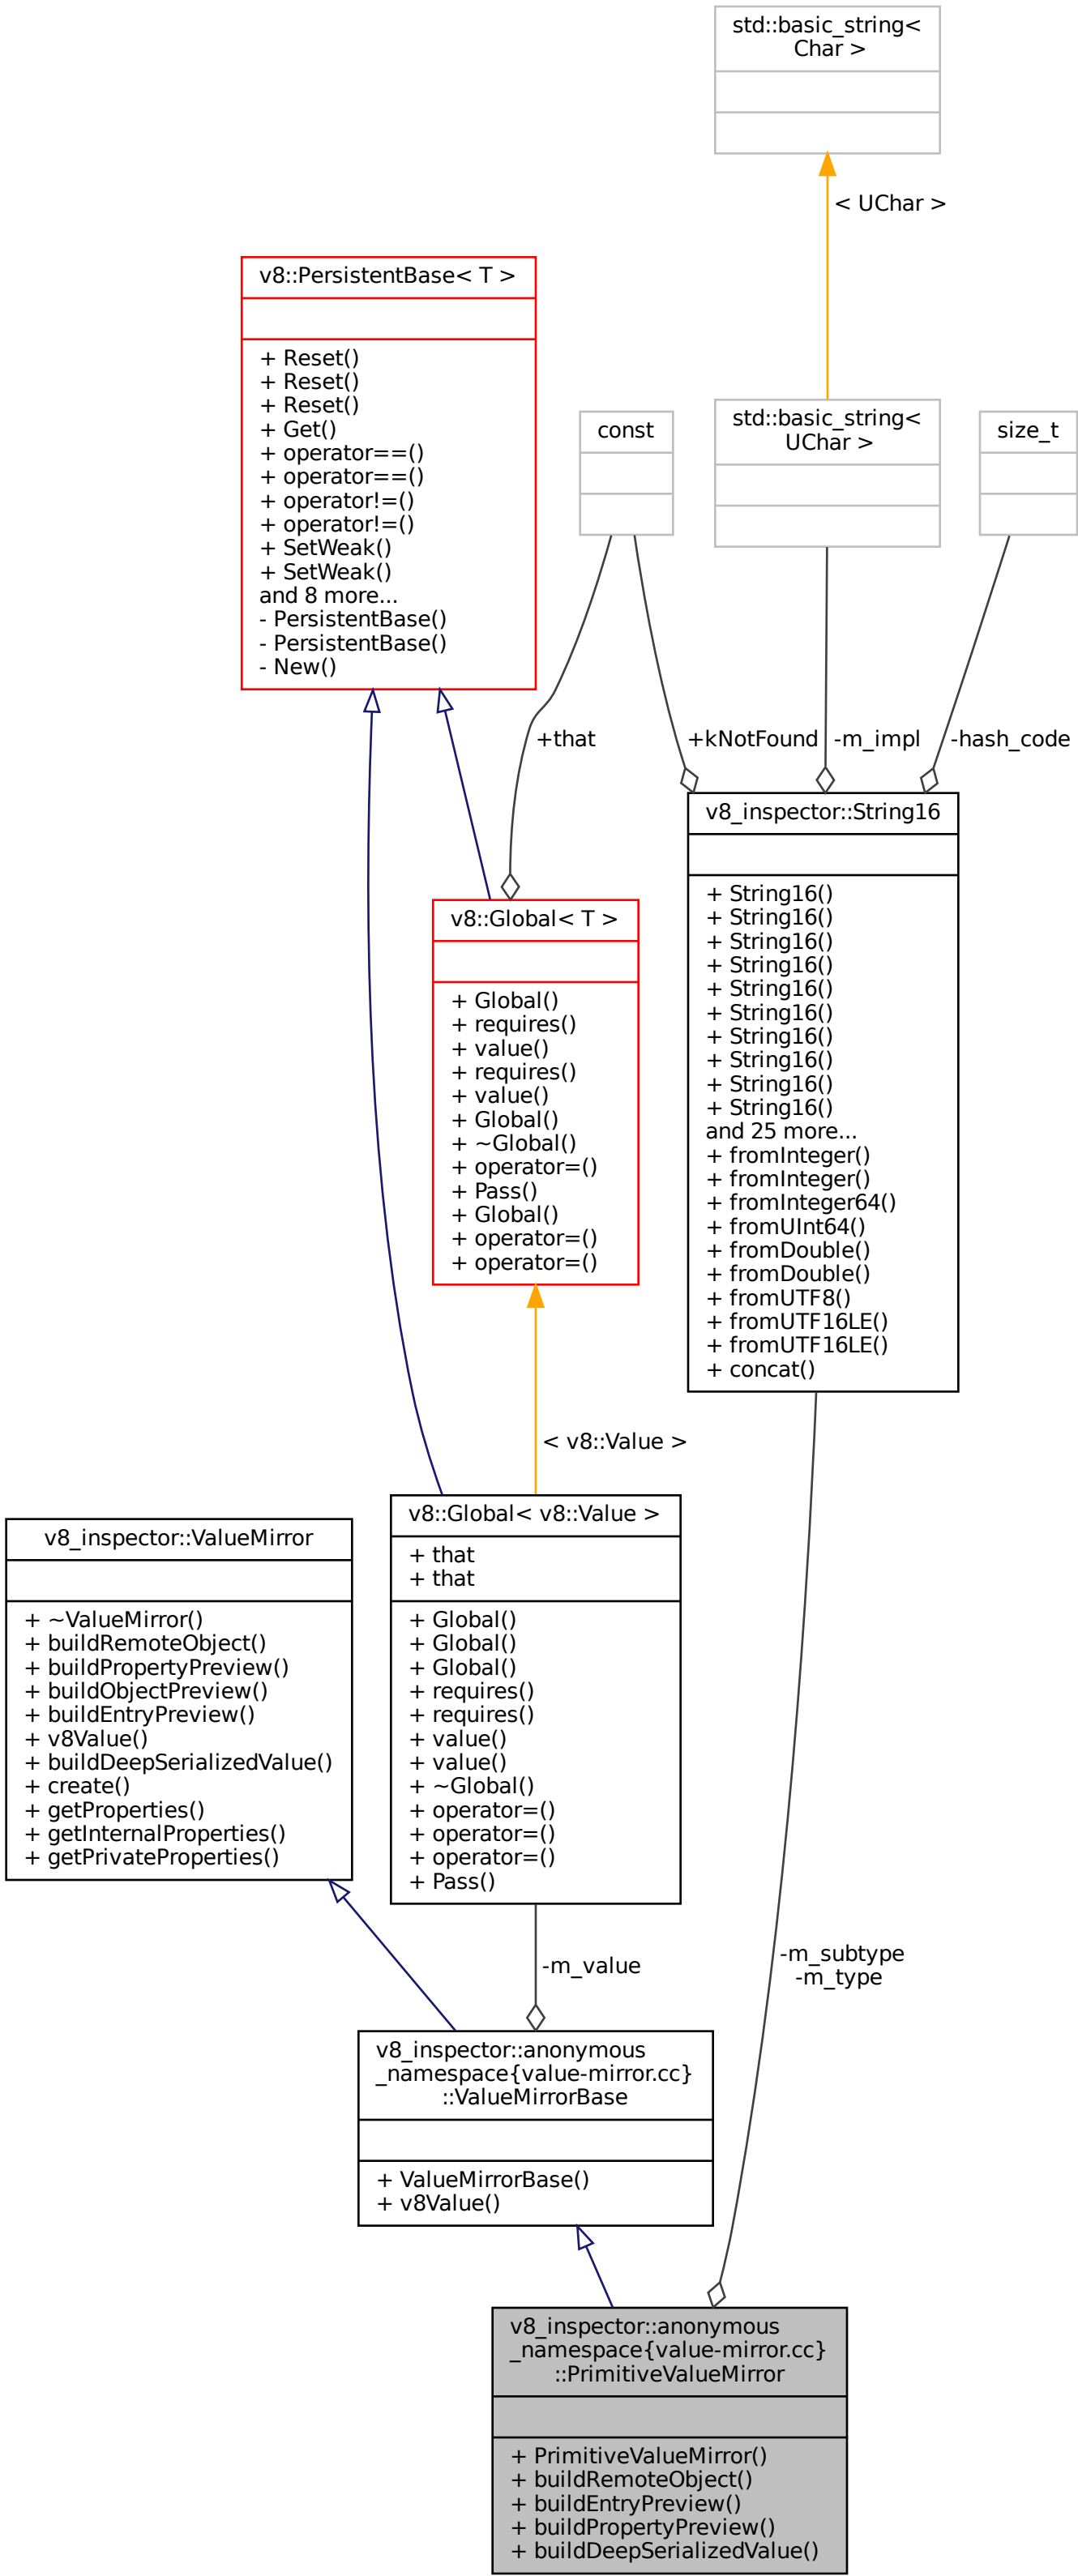 std::basic_string<
Char >
< UChar >
v8::PersistentBase< T >
+ Reset()
+ Reset()
+ Reset()
+ Get()
+ operator==()
+ operator==()
+ operator!=()
+ operator!=()
+ SetWeak()
+ SetWeak()
and 8 more...
- PersistentBase()
- PersistentBase()
- New()
const
std::basic_string<
UChar >
size_t
+that
+kNotFound
-m_impl
-hash_code
v8::Global< T >
+ Global()
+ requires()
+ value()
+ requires()
+ value()
+ Global()
+ ~Global()
+ operator=()
+ Pass()
+ Global()
+ operator=()
+ operator=()
v8_inspector::String16
+ String16()
+ String16()
+ String16()
+ String16()
+ String16()
+ String16()
+ String16()
+ String16()
+ String16()
+ String16()
and 25 more...
+ fromInteger()
+ fromInteger()
+ fromInteger64()
+ fromUInt64()
+ fromDouble()
+ fromDouble()
+ fromUTF8()
+ fromUTF16LE()
+ fromUTF16LE()
+ concat()
< v8::Value >
v8_inspector::ValueMirror
+ ~ValueMirror()
+ buildRemoteObject()
+ buildPropertyPreview()
+ buildObjectPreview()
+ buildEntryPreview()
+ v8Value()
+ buildDeepSerializedValue()
+ create()
+ getProperties()
+ getInternalProperties()
+ getPrivateProperties()
v8::Global< v8::Value >
+ that
+ that
+ Global()
+ Global()
+ Global()
+ requires()
+ requires()
+ value()
+ value()
+ ~Global()
+ operator=()
+ operator=()
+ operator=()
+ Pass()
-m_value
-m_subtype
-m_type
v8_inspector::anonymous
_namespace{value-mirror.cc}
::ValueMirrorBase
+ ValueMirrorBase()
+ v8Value()
v8_inspector::anonymous
_namespace{value-mirror.cc}
::PrimitiveValueMirror
+ PrimitiveValueMirror()
+ buildRemoteObject()
+ buildEntryPreview()
+ buildPropertyPreview()
+ buildDeepSerializedValue()